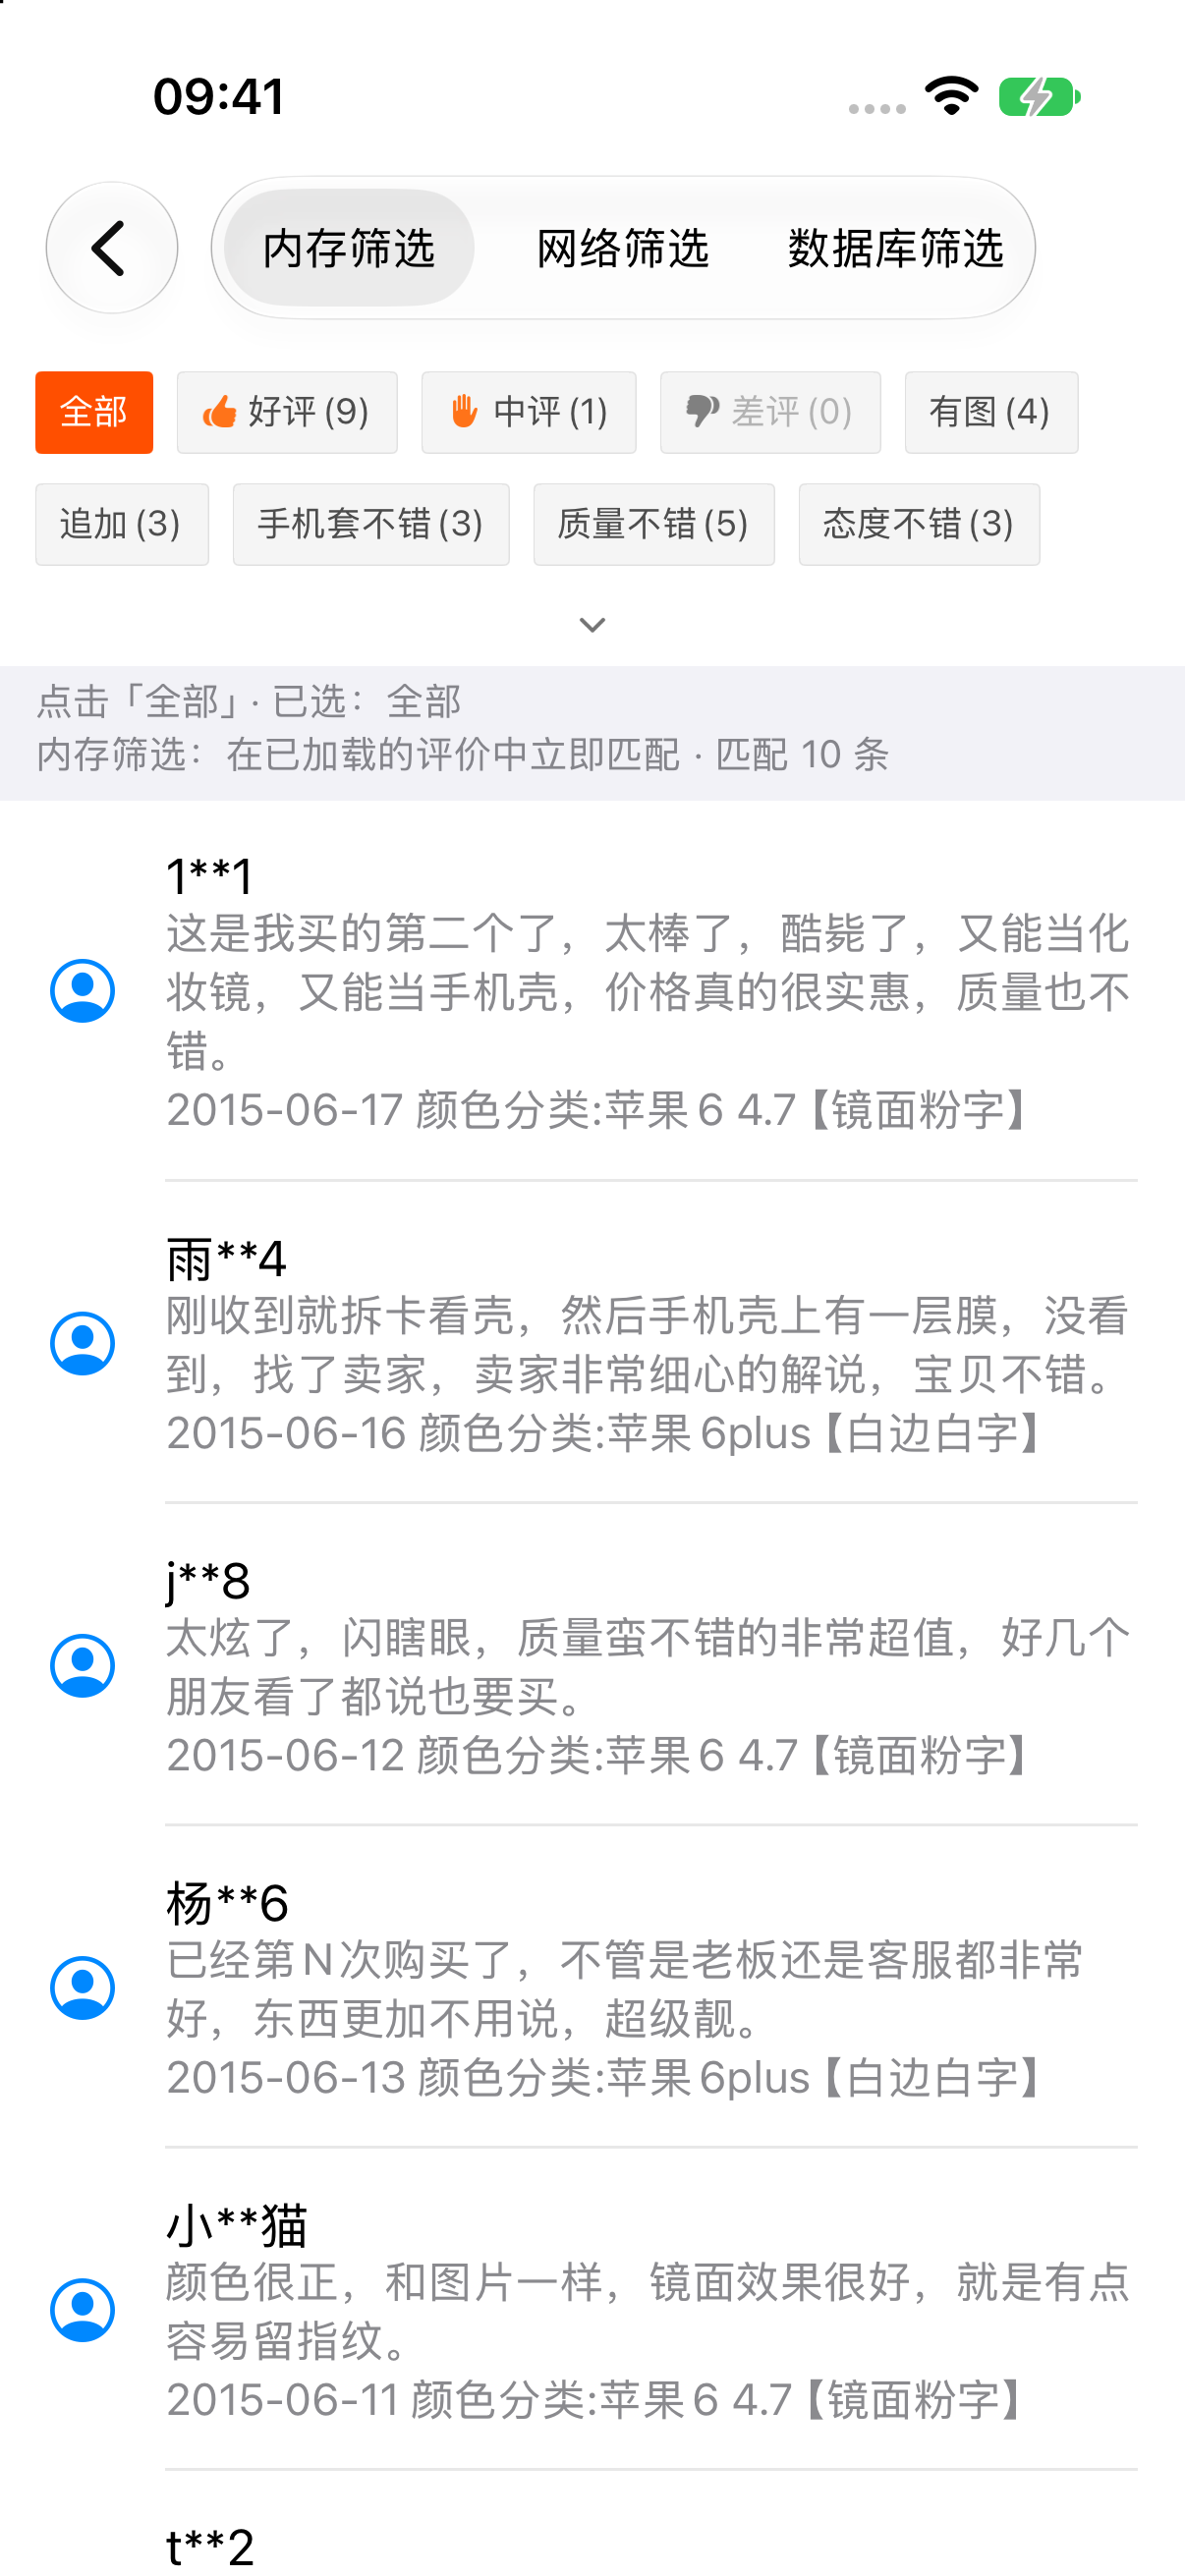 09:41
内存筛选 网络筛选 数据库筛选
全部 好评 (9) 中评 (1) 差评 (0) 有图 (4)
追加 (3) 手机套不错 (3) 质量不错 (5) 态度不错 (3)
点击「全部」· 已选：全部
内存筛选：在已加载的评价中立即匹配 · 匹配 10 条
1**1
这是我买的第二个了，太棒了，酷毙了，又能当化
妆镜，又能当手机壳，价格真的很实惠，质量也不
错。
2015-06-17 颜色分类:苹果6 4.7【镜面粉字】
雨**4
刚收到就拆卡看壳，然后手机壳上有一层膜，没看
到，找了卖家，卖家非常细心的解说，宝贝不错。
2015-06-16 颜色分类:苹果6plus【白边白字】
j**8
太炫了，闪瞎眼，质量蛮不错的非常超值，好几个
朋友看了都说也要买。
2015-06-12 颜色分类:苹果6 4.7【镜面粉字】
杨**6
已经第N次购买了，不管是老板还是客服都非常
好，东西更加不用说，超级靓。
2015-06-13 颜色分类:苹果6plus【白边白字】
小**猫
颜色很正，和图片一样，镜面效果很好，就是有点
容易留指纹。
2015-06-11 颜色分类:苹果6 4.7【镜面粉字】
t**2